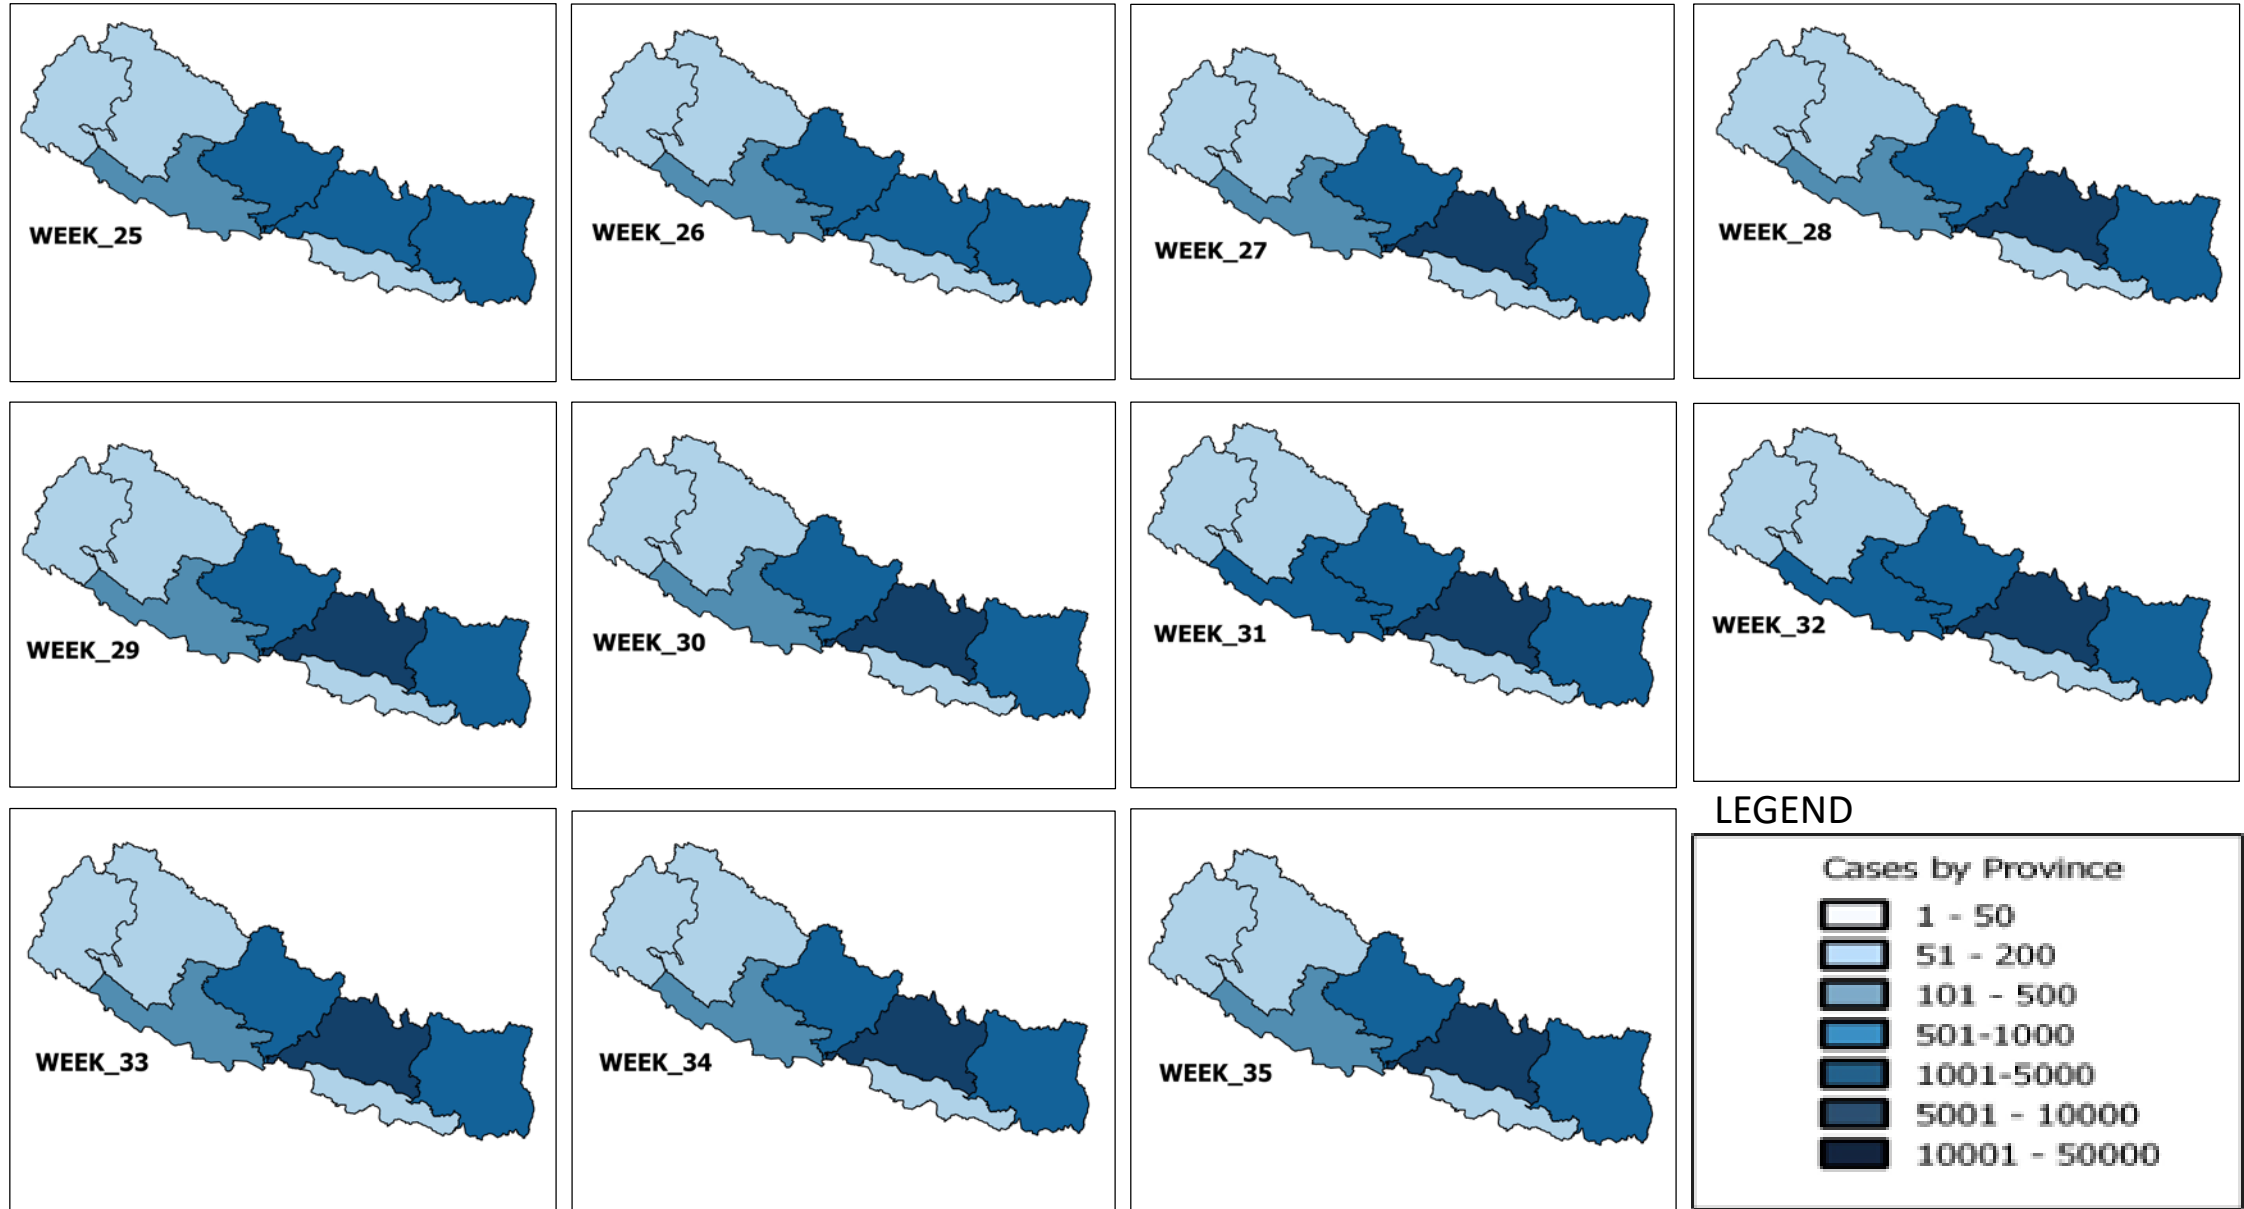 WEEK_25
WEEK_26
WEEK_27
WEEK_28
WEEK_29
WEEK_30
WEEK_31
WEEK_32
WEEK_33
WEEK_34
WEEK_35
LEGEND
Cases by Province
1 - 50
51 - 200
101 - 500
501-1000
1001-5000
5001 - 10000
10001 - 50000